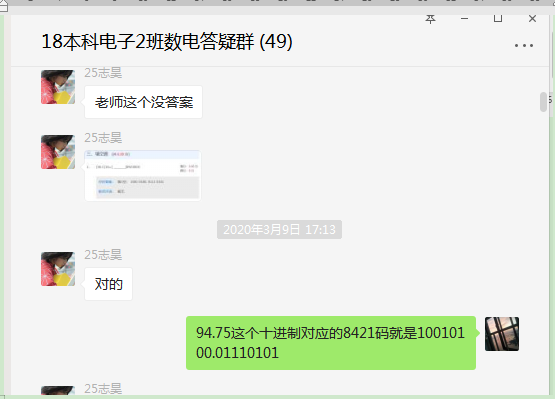 18本科电子2班数电答疑群 (49)
25志昊
老师这个没答案
25志昊
2020年3月9日 17:13
25志昊
对的
94.75这个十进制对应的8421码就是100101
00.01110101
25志昊